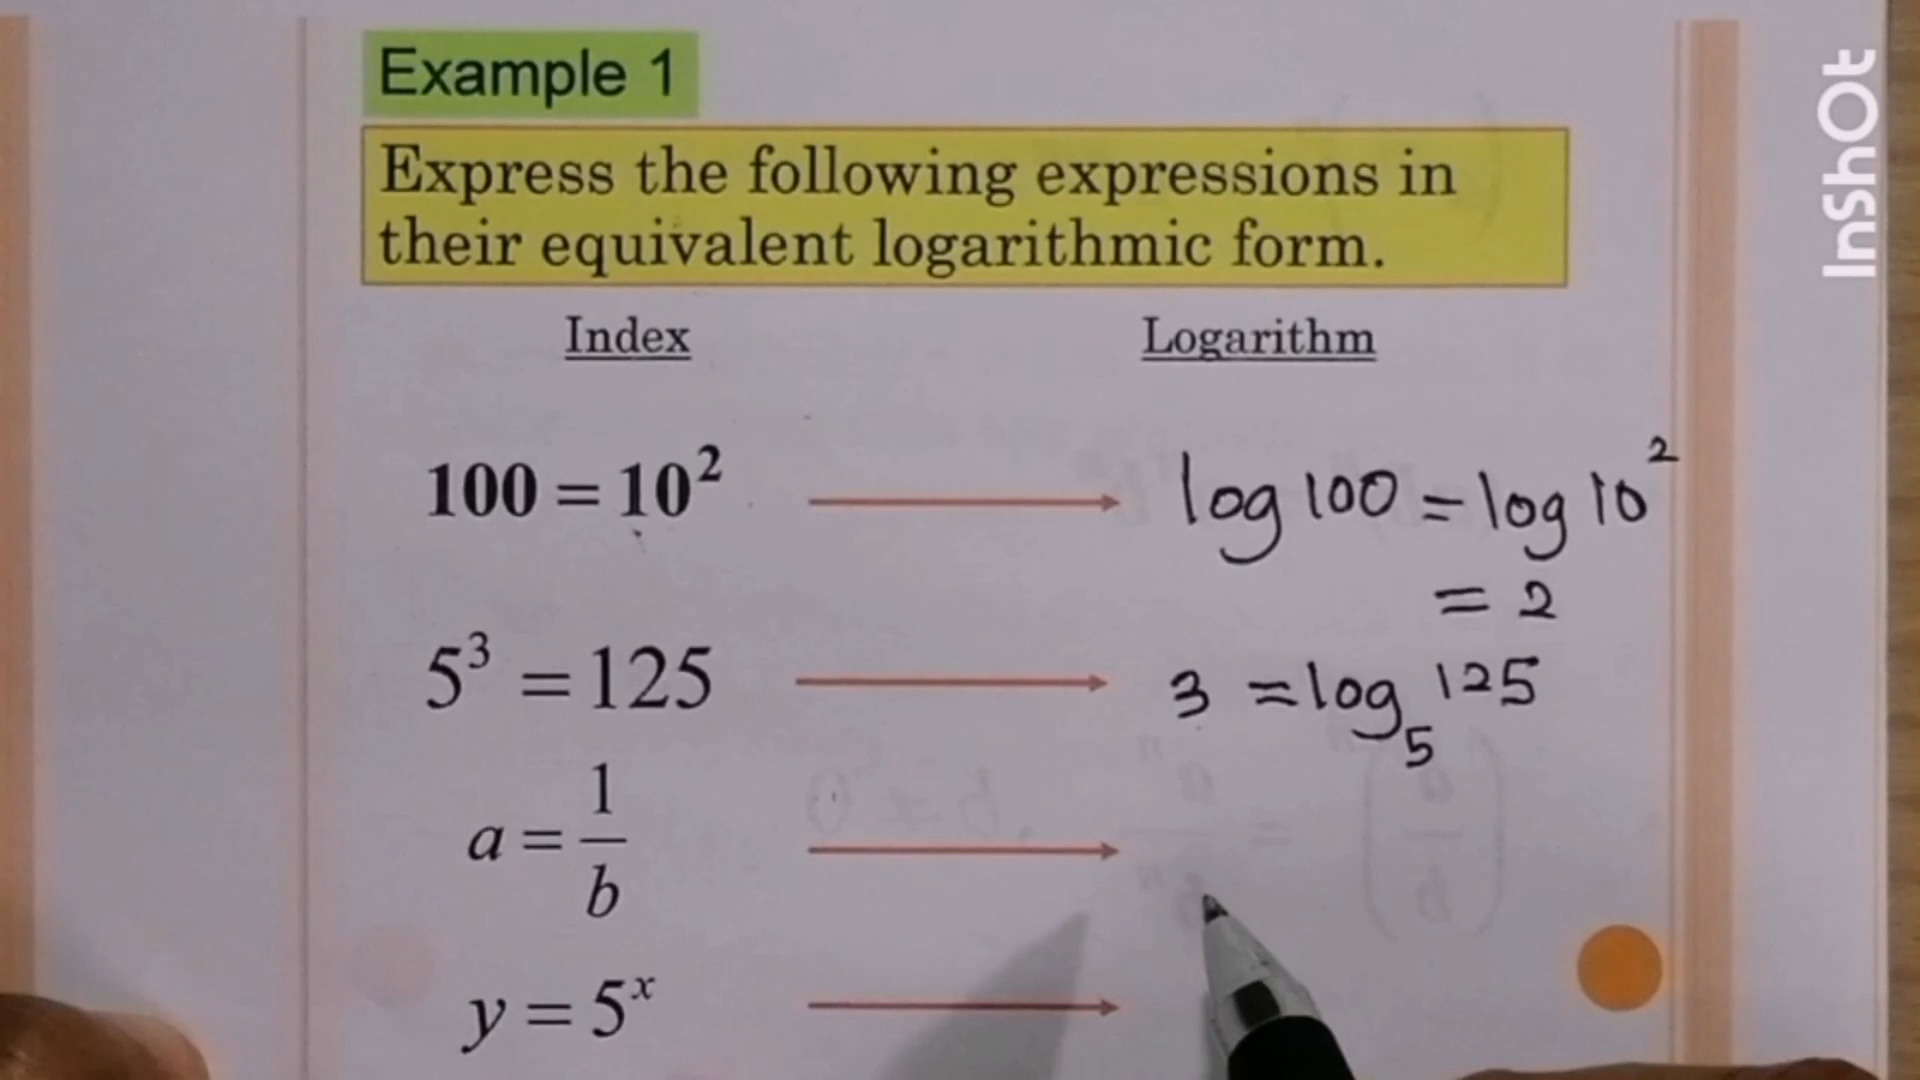 Example 1
Express the following expressions in
their equivalent logarithmic form.
Index Logarithm
100 = 10² log 100 = log 10²
= 2
5³ = 125 3 = log₅ 125
a = 1/b
y = 5ˣ
InShOt